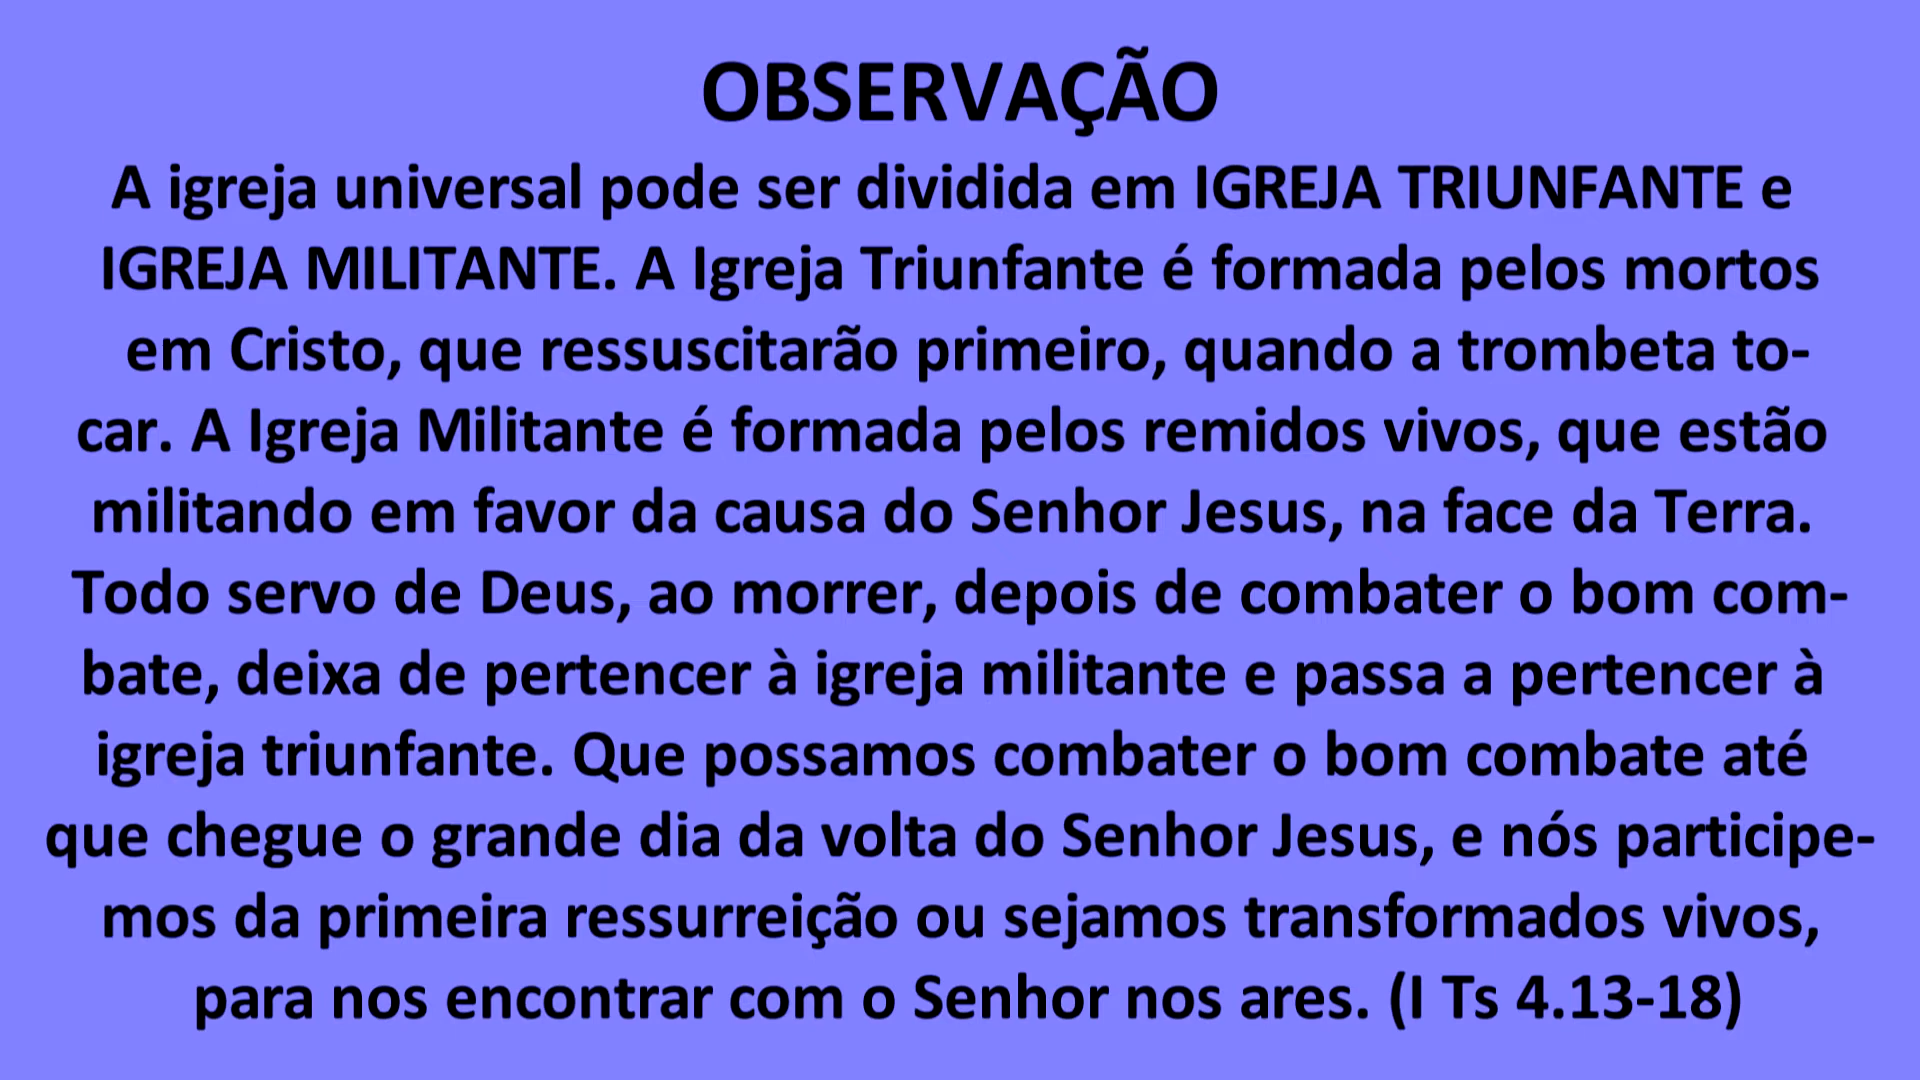 OBSERVAÇÃO
A igreja universal pode ser dividida em IGREJA TRIUNFANTE e
IGREJA MILITANTE. A Igreja Triunfante é formada pelos mortos
em Cristo, que ressuscitarão primeiro, quando a trombeta to-
car. A Igreja Militante é formada pelos remidos vivos, que estão
militando em favor da causa do Senhor Jesus, na face da Terra.
Todo servo de Deus, ao morrer, depois de combater o bom com-
bate, deixa de pertencer à igreja militante e passa a pertencer à
igreja triunfante. Que possamos combater o bom combate até
que chegue o grande dia da volta do Senhor Jesus, e nós participe-
mos da primeira ressurreição ou sejamos transformados vivos,
para nos encontrar com o Senhor nos ares. (I Ts 4.13-18)